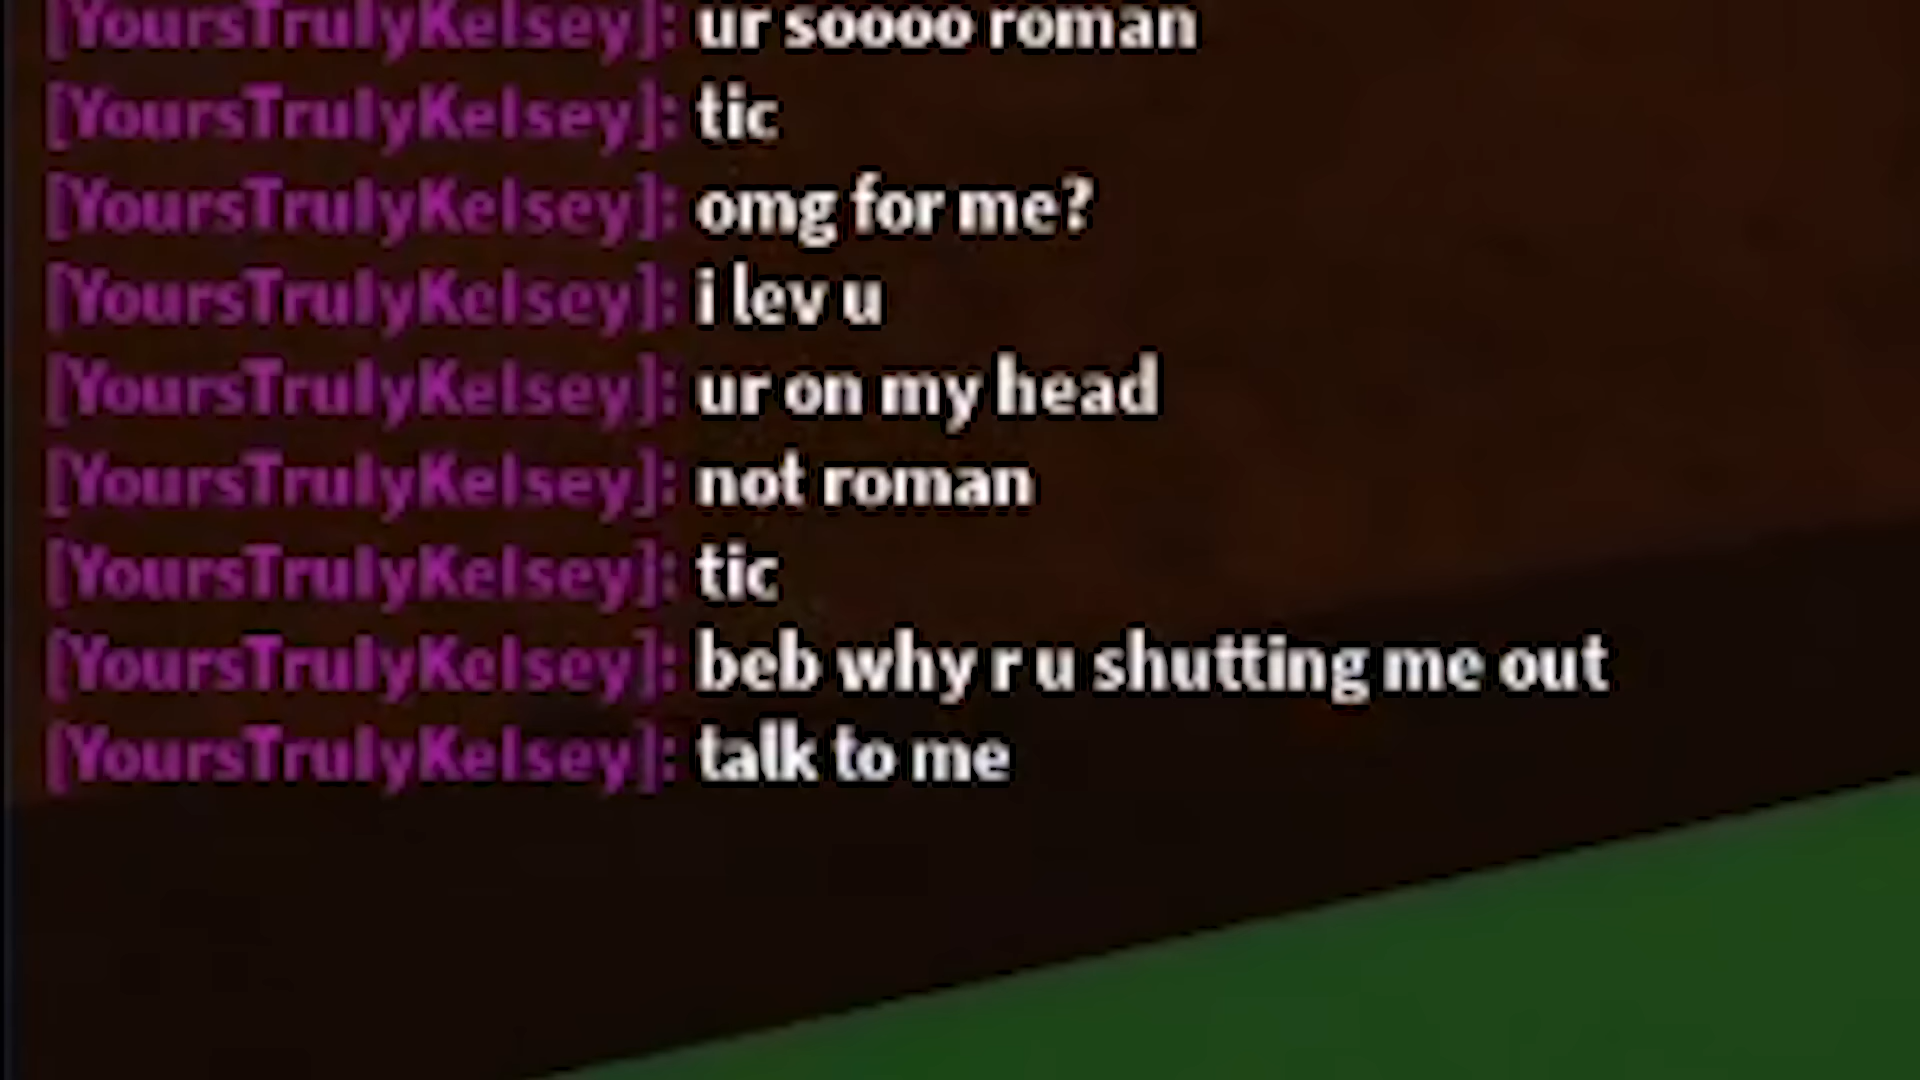 [YoursTrulyKelsey]: ur soooo roman
[YoursTrulyKelsey]: tic
[YoursTrulyKelsey]: omg for me?
[YoursTrulyKelsey]: i lev u
[YoursTrulyKelsey]: ur on my head
[YoursTrulyKelsey]: not roman
[YoursTrulyKelsey]: tic
[YoursTrulyKelsey]: beb why r u shutting me out
[YoursTrulyKelsey]: talk to me